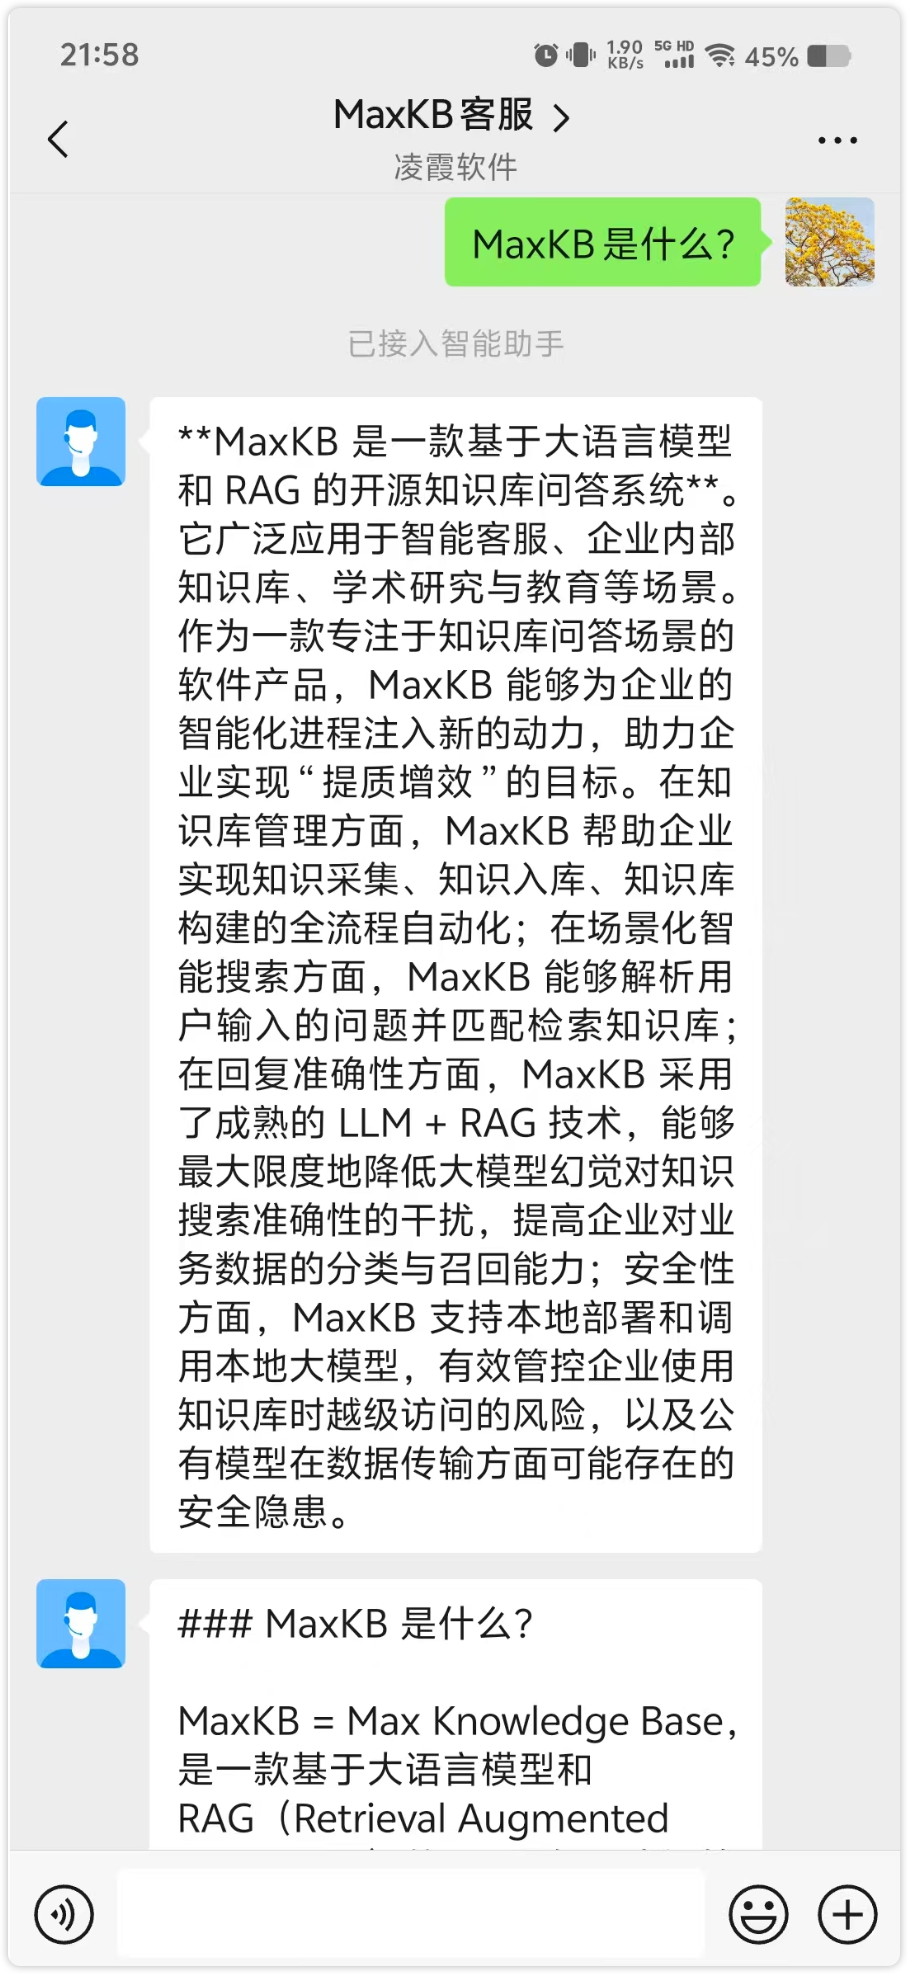 21:58
1.90 KB/s 5G HD 45%
MaxKB客服
凌霞软件
MaxKB是什么？
已接入智能助手
**MaxKB 是一款基于大语言模型
和 RAG 的开源知识库问答系统**。
它广泛应用于智能客服、企业内部
知识库、学术研究与教育等场景。
作为一款专注于知识库问答场景的
软件产品，MaxKB 能够为企业的
智能化进程注入新的动力，助力企
业实现“提质增效”的目标。在知
识库管理方面，MaxKB 帮助企业
实现知识采集、知识入库、知识库
构建的全流程自动化；在场景化智
能搜索方面，MaxKB 能够解析用
户输入的问题并匹配检索知识库；
在回复准确性方面，MaxKB 采用
了成熟的 LLM + RAG 技术，能够
最大限度地降低大模型幻觉对知识
搜索准确性的干扰，提高企业对业
务数据的分类与召回能力；安全性
方面，MaxKB 支持本地部署和调
用本地大模型，有效管控企业使用
知识库时越级访问的风险，以及公
有模型在数据传输方面可能存在的
安全隐患。
### MaxKB 是什么？
MaxKB = Max Knowledge Base，
是一款基于大语言模型和
RAG（Retrieval Augmented